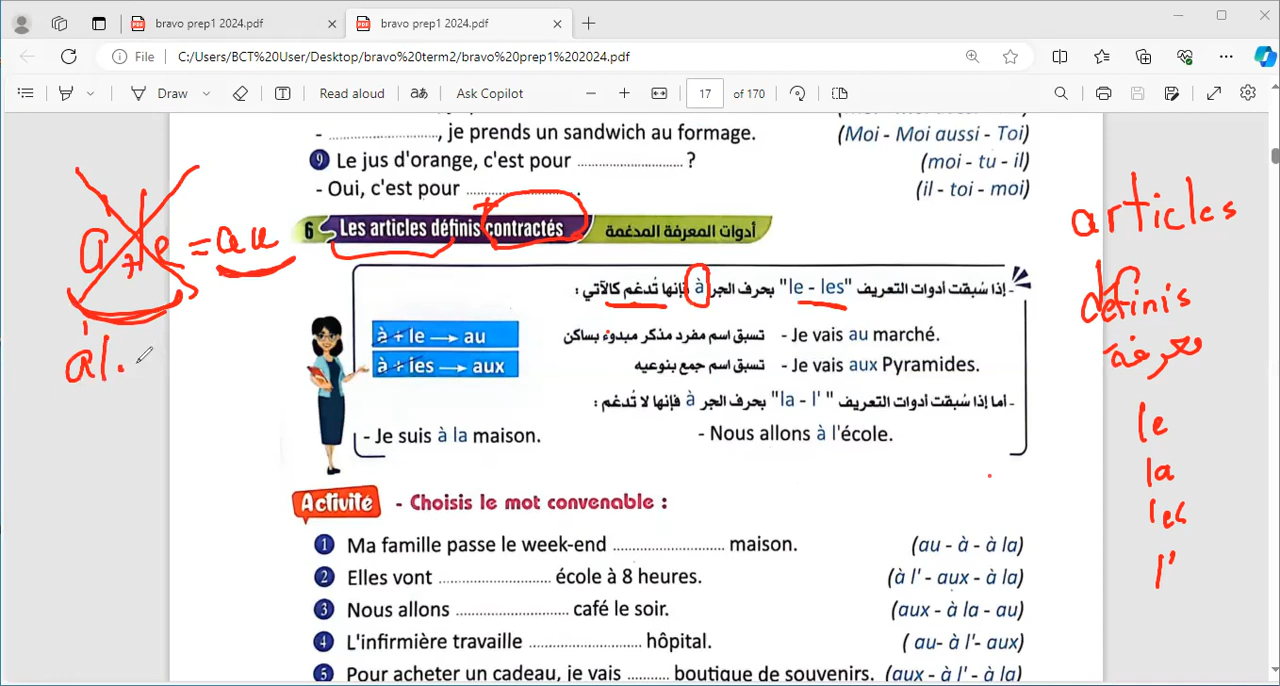 bravo prep1 2024.pdf
bravo prep1 2024.pdf
File C:/Users/BCT%20User/Desktop/bravo%20term2/bravo%20prep1%202024.pdf
Draw Read aloud Ask Copilot 17 of 170
- ...................., je prends un sandwich au formage. (Moi - Moi aussi - Toi)
9 Le jus d'orange, c'est pour .................... ? (moi - tu - il)
- Oui, c'est pour .................... . (il - toi - moi)
6 Les articles définis contractés أدوات المعرفة المدغمة
- إذا سُبقت أدوات التعريف "le - les" بحرف الجر à فإنها تُدغم كالآتي :
à + le → au تسبق اسم مفرد مذكر مبدوء بساكن - Je vais au marché.
à + les → aux تسبق اسم جمع بنوعيه - Je vais aux Pyramides.
- أما إذا سُبقت أدوات التعريف "la - l'" بحرف الجر à فإنها لا تُدغم :
- Je suis à la maison. - Nous allons à l'école.
Activité - Choisis le mot convenable :
1 Ma famille passe le week-end .................... maison. (au - à - à la)
2 Elles vont .................... école à 8 heures. (à l' - aux - à la)
3 Nous allons .................... café le soir. (aux - à la - au)
4 L'infirmière travaille .................... hôpital. ( au- à l'- aux)
5 Pour acheter un cadeau, je vais .......... boutique de souvenirs. (aux - à l' - à la)
a + le = au
al.
articles
définis
معرفة
le
la
les
l'